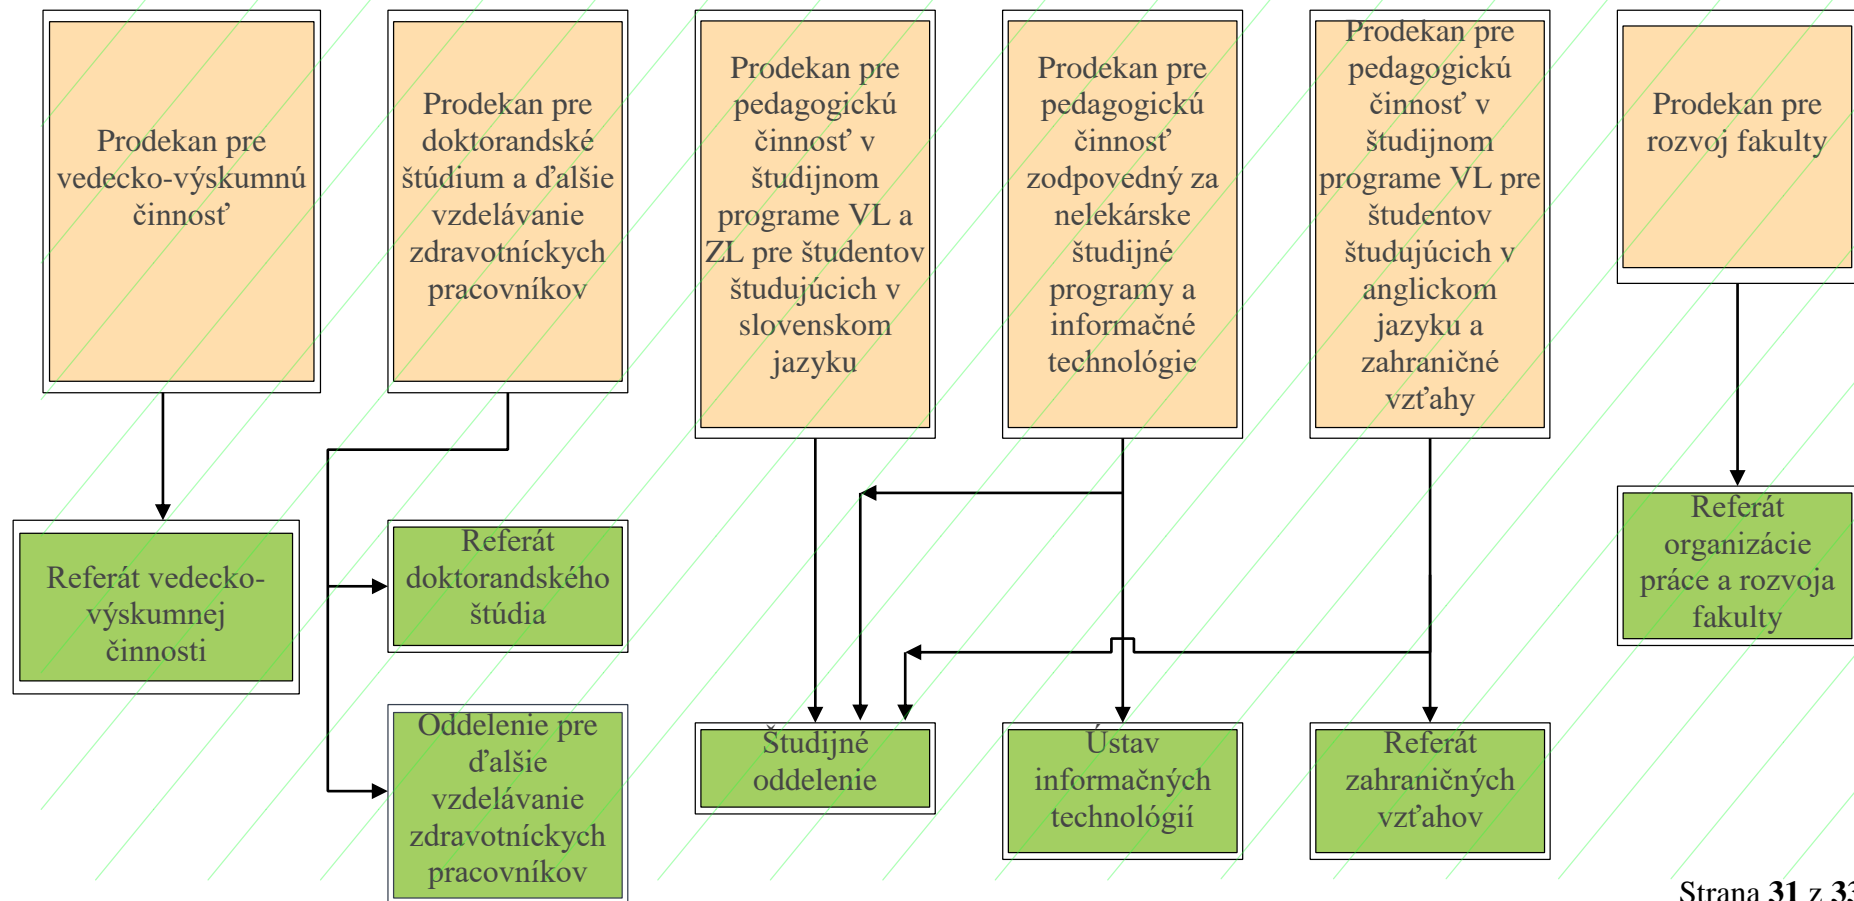 Prodekan pre
vedecko-výskumnú
činnosť
Prodekan pre
doktorandské
štúdium a ďalšie
vzdelávanie
zdravotníckych
pracovníkov
Prodekan pre
pedagogickú
činnosť v
študijnom
programe VL a
ZL pre študentov
študujúcich v
slovenskom
jazyku
Prodekan pre
pedagogickú
činnosť
zodpovedný za
nelekárske
študijné
programy a
informačné
technológie
Prodekan pre
pedagogickú
činnosť v
študijnom
programe VL pre
študentov
študujúcich v
anglickom
jazyku a
zahraničné
vzťahy
Prodekan pre
rozvoj fakulty
Referát vedecko-
výskumnej
činnosti
Referát
doktorandského
štúdia
Oddelenie pre
ďalšie
vzdelávanie
zdravotníckych
pracovníkov
Študijné
oddelenie
Ústav
informačných
technológií
Referát
zahraničných
vzťahov
Referát
organizácie
práce a rozvoja
fakulty
Strana 31 z 33